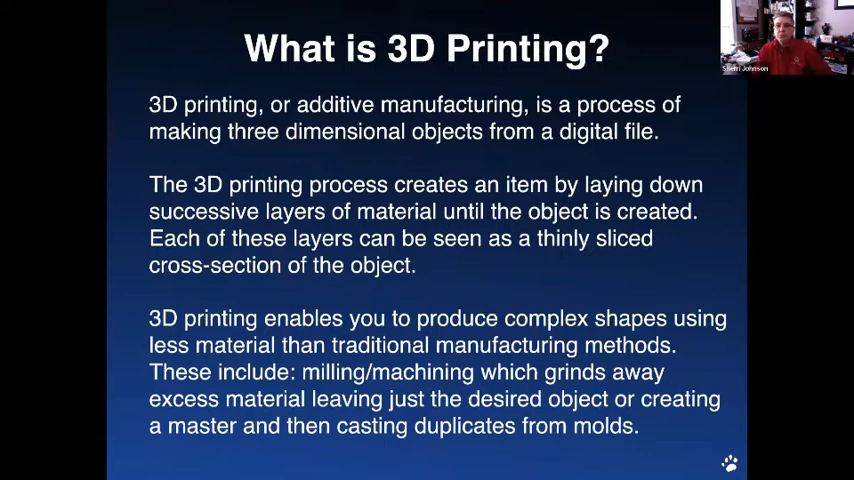 What is 3D Printing?
3D printing, or additive manufacturing, is a process of
making three dimensional objects from a digital file.
The 3D printing process creates an item by laying down
successive layers of material until the object is created.
Each of these layers can be seen as a thinly sliced
cross-section of the object.
3D printing enables you to produce complex shapes using
less material than traditional manufacturing methods.
These include: milling/machining which grinds away
excess material leaving just the desired object or creating
a master and then casting duplicates from molds.
Sherri Johnson